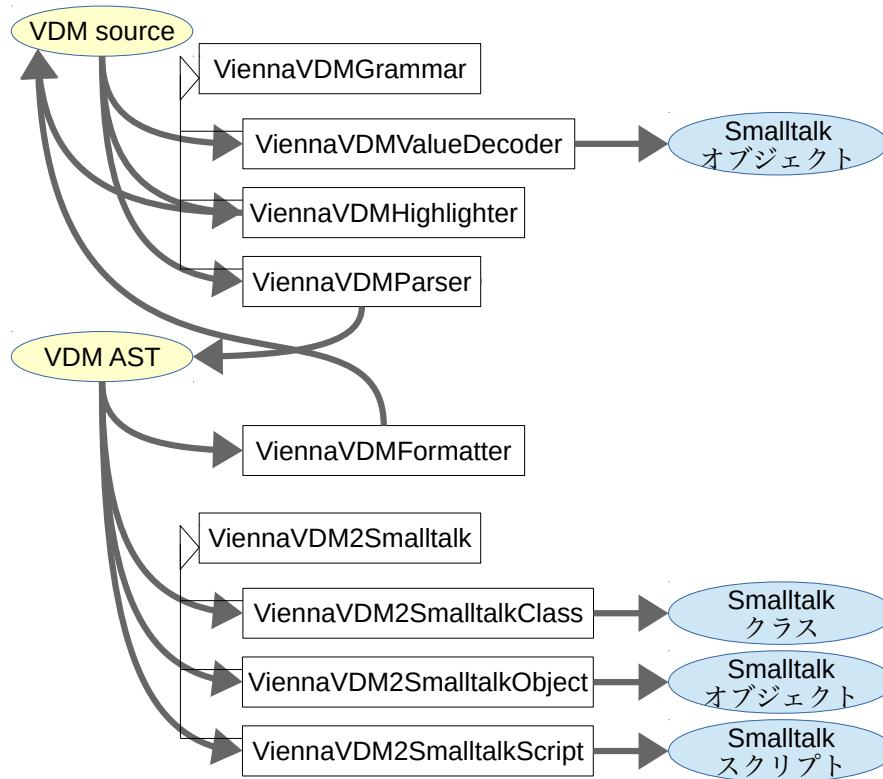 VDM source
ViennaVDMGrammar
ViennaVDMValueDecoder
Smalltalk
オブジェクト
ViennaVDMHighlighter
ViennaVDMParser
VDM AST
ViennaVDMFormatter
ViennaVDM2Smalltalk
ViennaVDM2SmalltalkClass
Smalltalk
クラス
ViennaVDM2SmalltalkObject
Smalltalk
オブジェクト
ViennaVDM2SmalltalkScript
Smalltalk
スクリプト